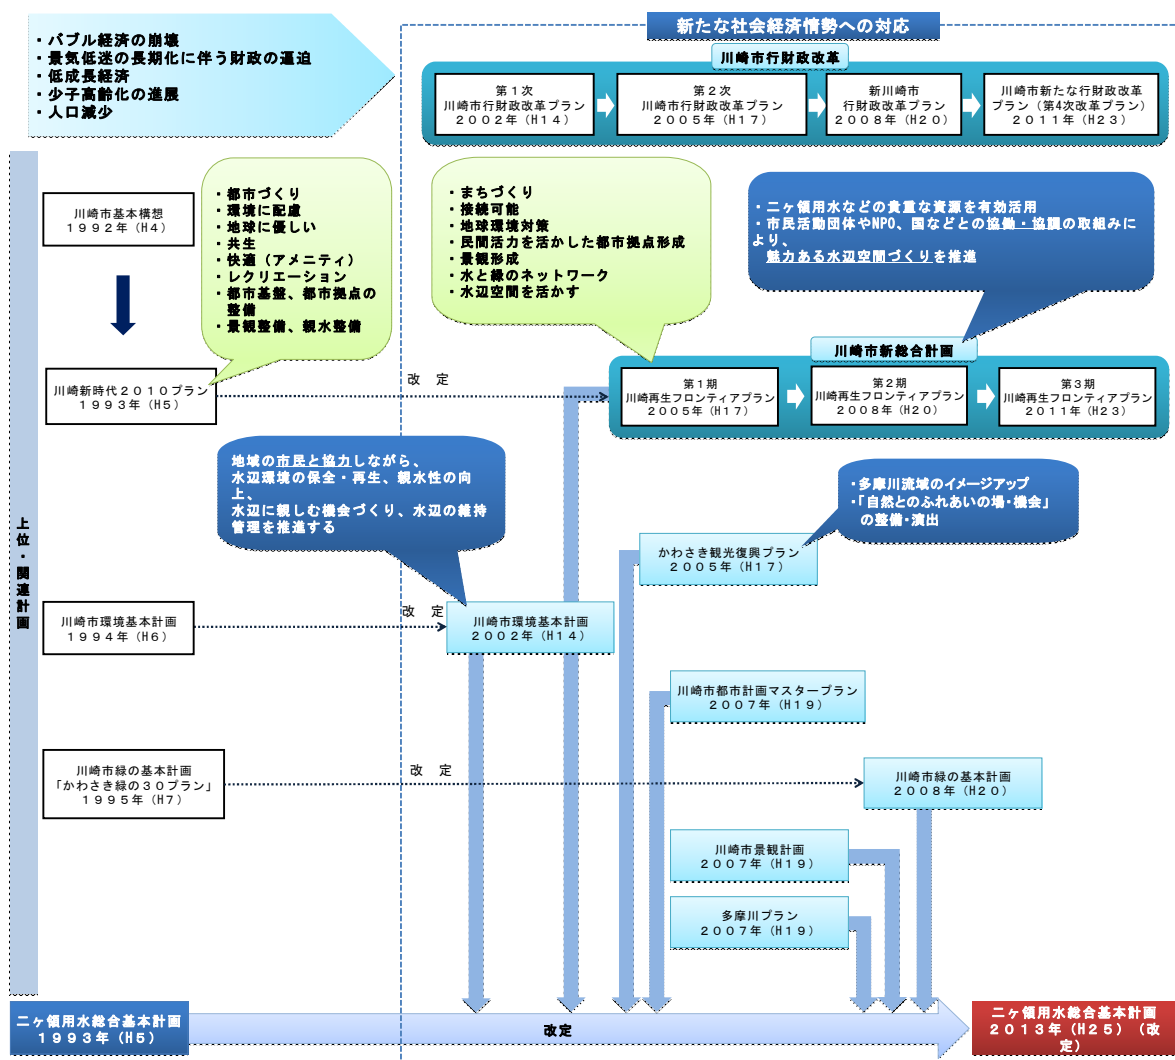 ・バブル経済の崩壊
・景気低迷の長期化に伴う財政の逼迫
・低成長経済
・少子高齢化の進展
・人口減少
新たな社会経済情勢への対応
川崎市行財政改革
第１次
川崎市行財政改革プラン
２００２年（H１４）
第２次
川崎市行財政改革プラン
２００５年（H１７）
新川崎市
行財政改革プラン
２００８年（H２０）
川崎市新たな行財政改革
プラン（第4次改革プラン）
２０１１年（H２３）
上位・関連計画
川崎市基本構想
１９９２年（H４）
・都市づくり
・環境に配慮
・地球に優しい
・共生
・快適（アメニティ）
・レクリエーション
・都市基盤、都市拠点の
整備
・景観整備、親水整備
・まちづくり
・接続可能
・地球環境対策
・民間活力を活かした都市拠点形成
・景観形成
・水と緑のネットワーク
・水辺空間を活かす
・二ヶ領用水などの貴重な資源を有効活用
・市民活動団体やNPO、国などとの協働・協調の取組みに
より、
魅力ある水辺空間づくりを推進
川崎市新総合計画
川崎新時代２０１０プラン
１９９３年（H５）
改　定
第１期
川崎再生フロンティアプラン
２００５年（H１７）
第２期
川崎再生フロンティアプラン
２００８年（H２０）
第３期
川崎再生フロンティアプラン
２０１１年（H２３）
地域の市民と協力しながら、
水辺環境の保全・再生、親水性の向
上、
水辺に親しむ機会づくり、水辺の維持
管理を推進する
・多摩川流域のイメージアップ
・「自然とのふれあいの場・機会」
の整備・演出
かわさき観光復興プラン
２００５年（H１７）
川崎市環境基本計画
１９９４年（H６）
改　定
川崎市環境基本計画
２００２年（H１４）
川崎市都市計画マスタープラン
２００７年（H１９）
川崎市緑の基本計画
「かわさき緑の３０プラン」
１９９５年（H７）
改　定
川崎市緑の基本計画
２００８年（H２０）
川崎市景観計画
２００７年（H１９）
多摩川プラン
２００７年（H１９）
二ヶ領用水総合基本計画
１９９３年（H５）
改定
二ヶ領用水総合基本計画
２０１３年（H２５）（改
定）